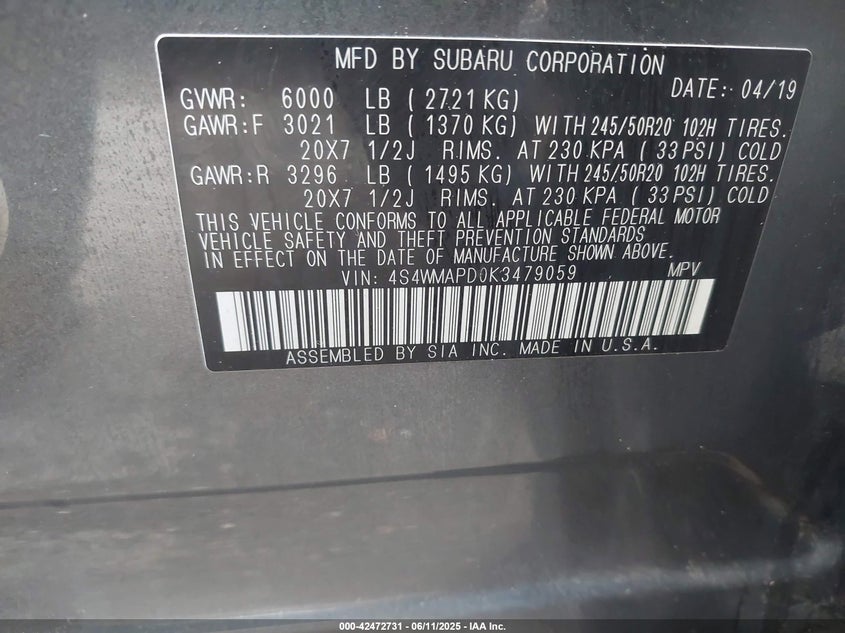 MFD BY SUBARU CORPORATION
DATE: 04/19
GVWR: 6000 LB ( 2721 KG)
GAWR:F 3021 LB ( 1370 KG) WITH 245/50R20 102H TIRES.
20X7 1/2J RIMS. AT 230 KPA ( 33 PSI) COLD
GAWR:R 3296 LB ( 1495 KG) WITH 245/50R20 102H TIRES.
20X7 1/2J RIMS. AT 230 KPA ( 33 PSI) COLD
THIS VEHICLE CONFORMS TO ALL APPLICABLE FEDERAL MOTOR
VEHICLE SAFETY AND THEFT PREVENTION STANDARDS
IN EFFECT ON THE DATE OF MANUFACTURE SHOWN ABOVE.
VIN: 4S4WMAPD0K3479059 MPV
ASSEMBLED BY SIA INC. MADE IN U.S.A.
000-42472731 - 06/11/2025 - IAA Inc.